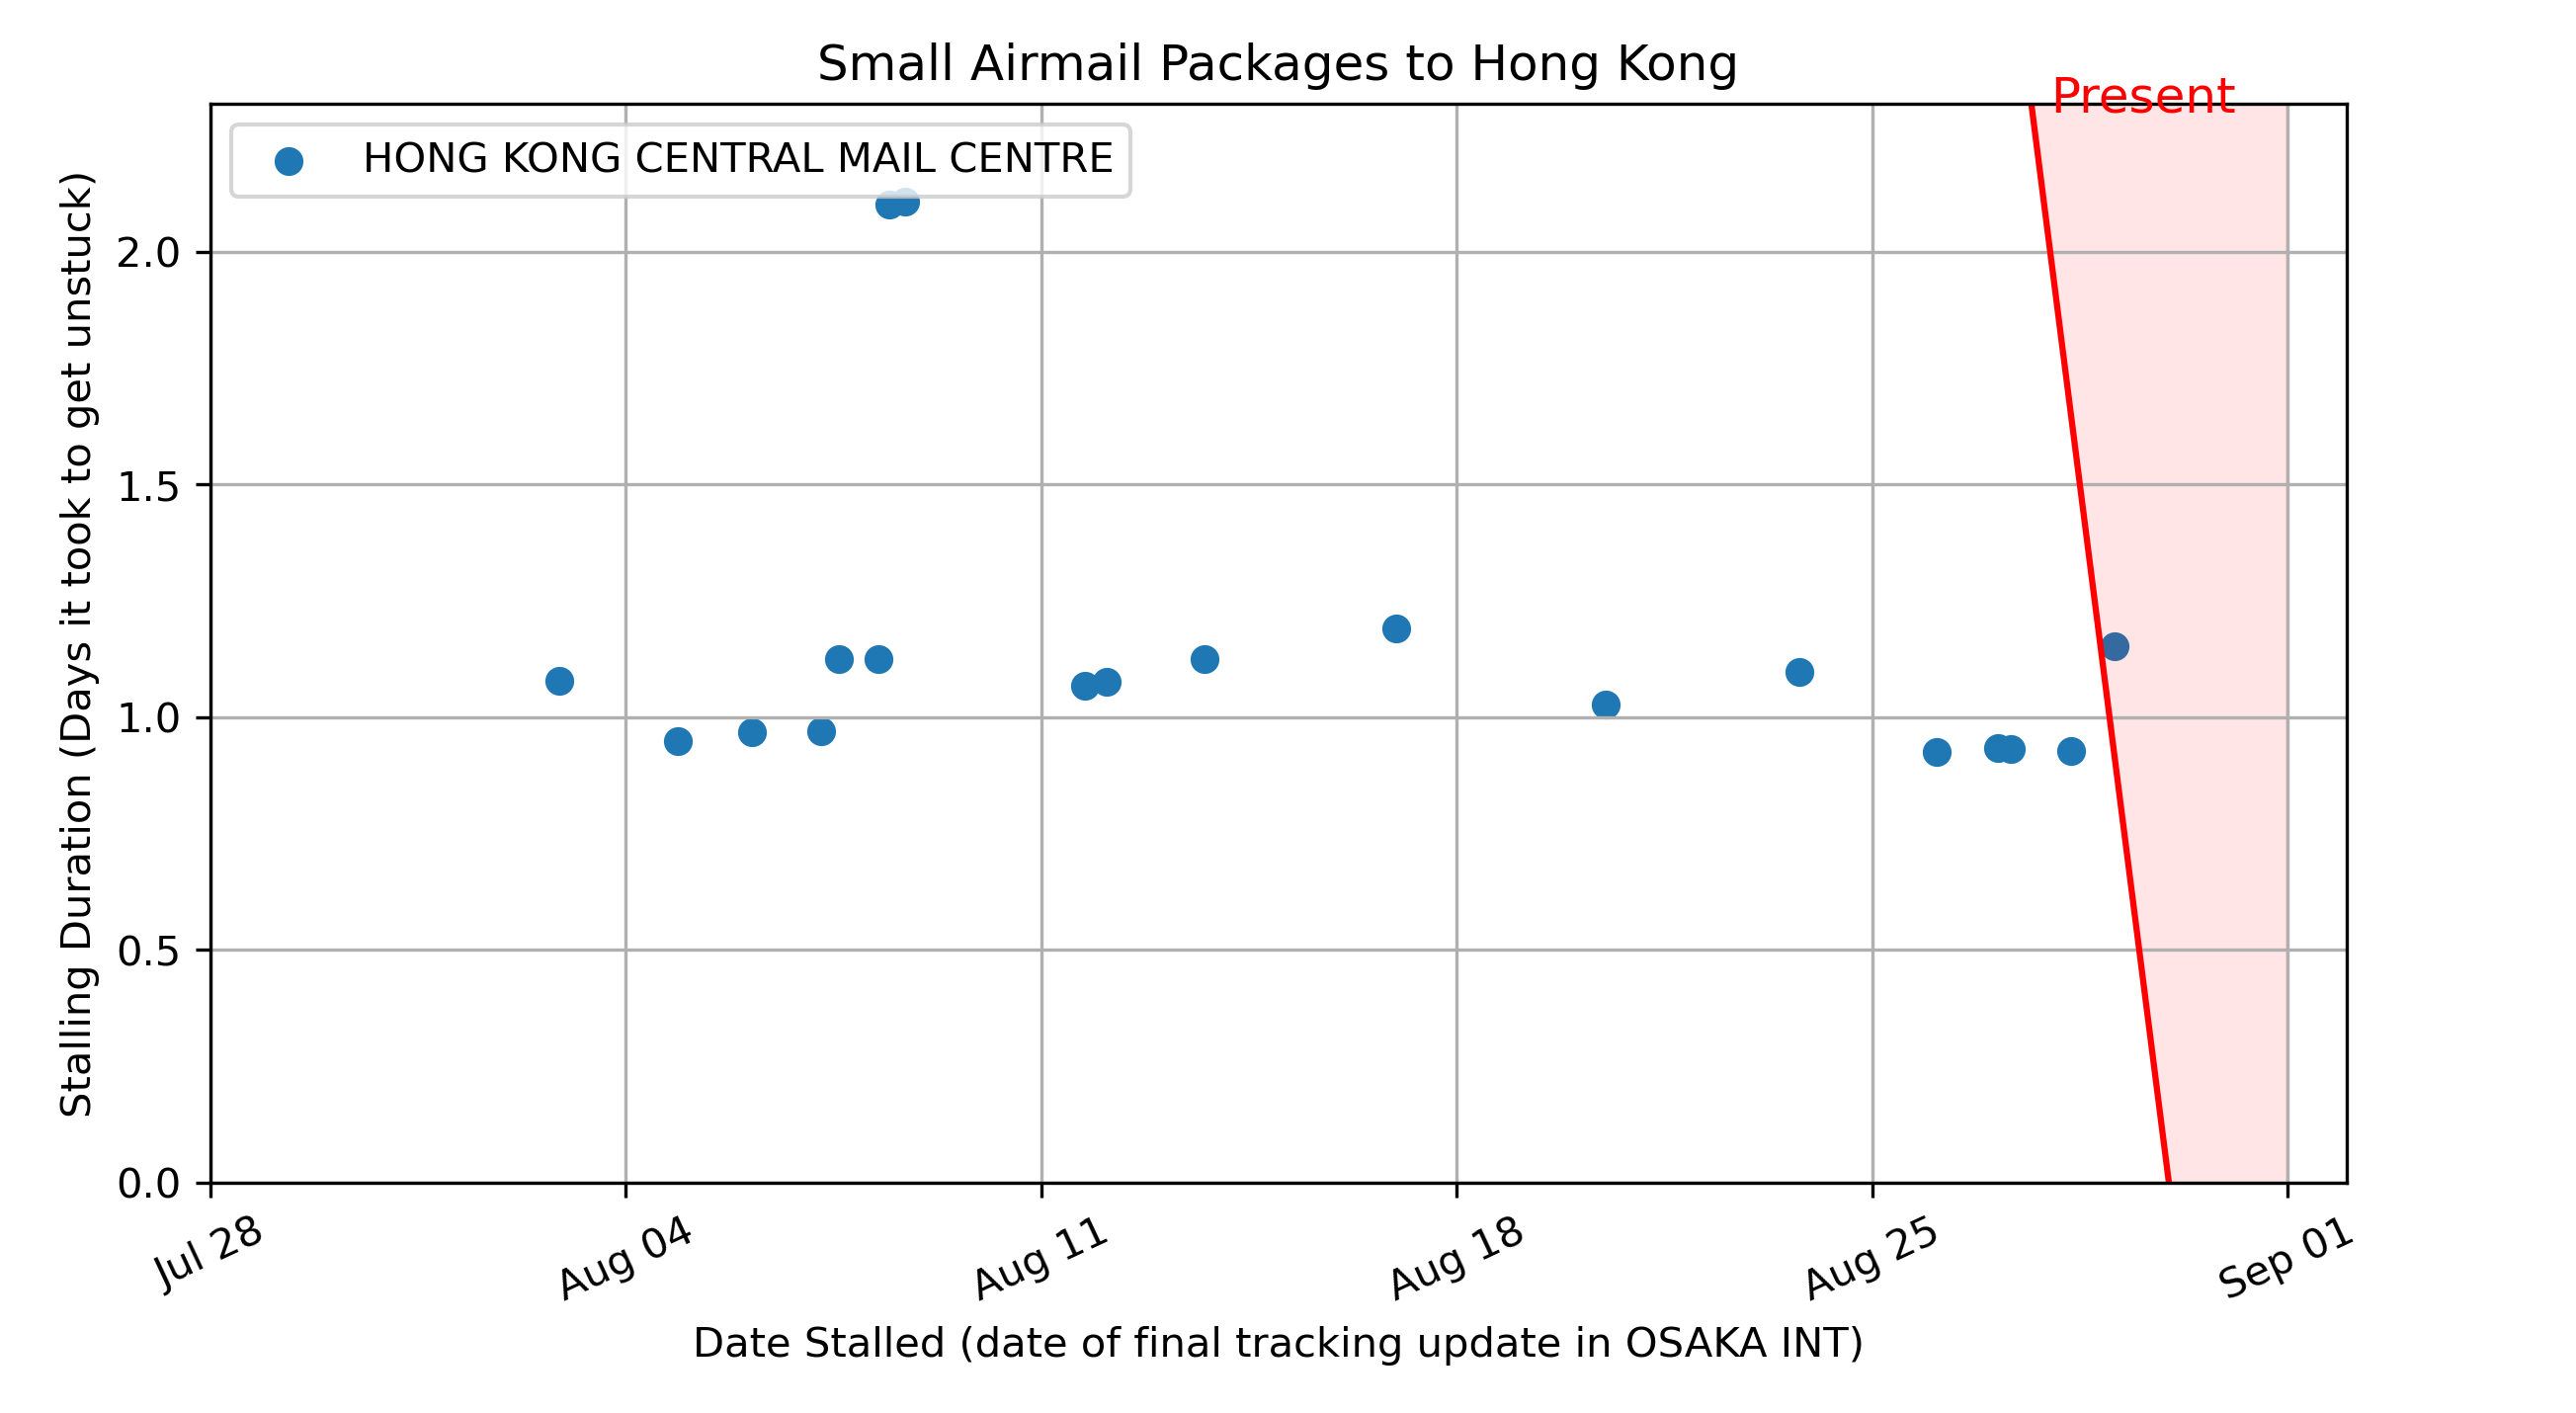 Small Airmail Packages to Hong Kong
Present
HONG KONG CENTRAL MAIL CENTRE
Stalling Duration (Days it took to get unstuck)
2.0
1.5
1.0
0.5
0.0
Jul 28
Aug 04
Aug 11
Aug 18
Aug 25
Sep 01
Date Stalled (date of final tracking update in OSAKA INT)